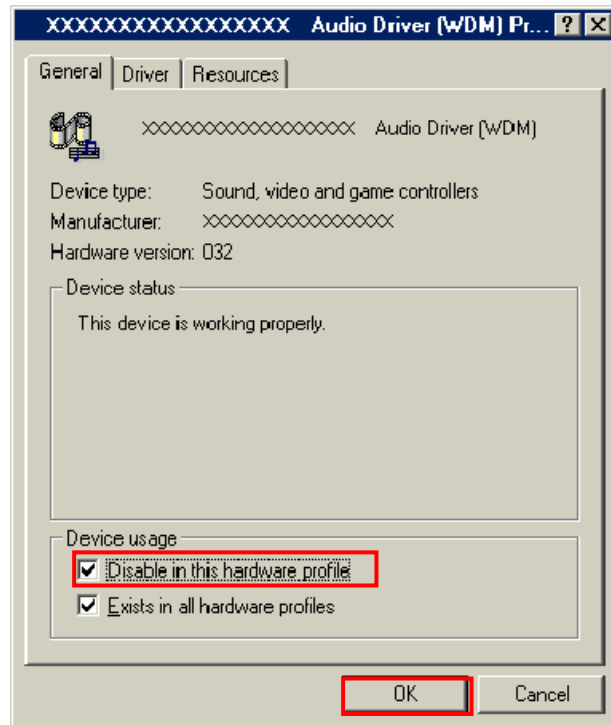 XXXXXXXXXXXXXXXXX Audio Driver (WDM) Pr... ? X
General Driver Resources
XXXXXXXXXXXXXXXXXXX Audio Driver (WDM)
Device type: Sound, video and game controllers
Manufacturer: XXXXXXXXXXXXXXXXX
Hardware version: 032
Device status
This device is working properly.
Device usage
Disable in this hardware profile
Exists in all hardware profiles
OK Cancel